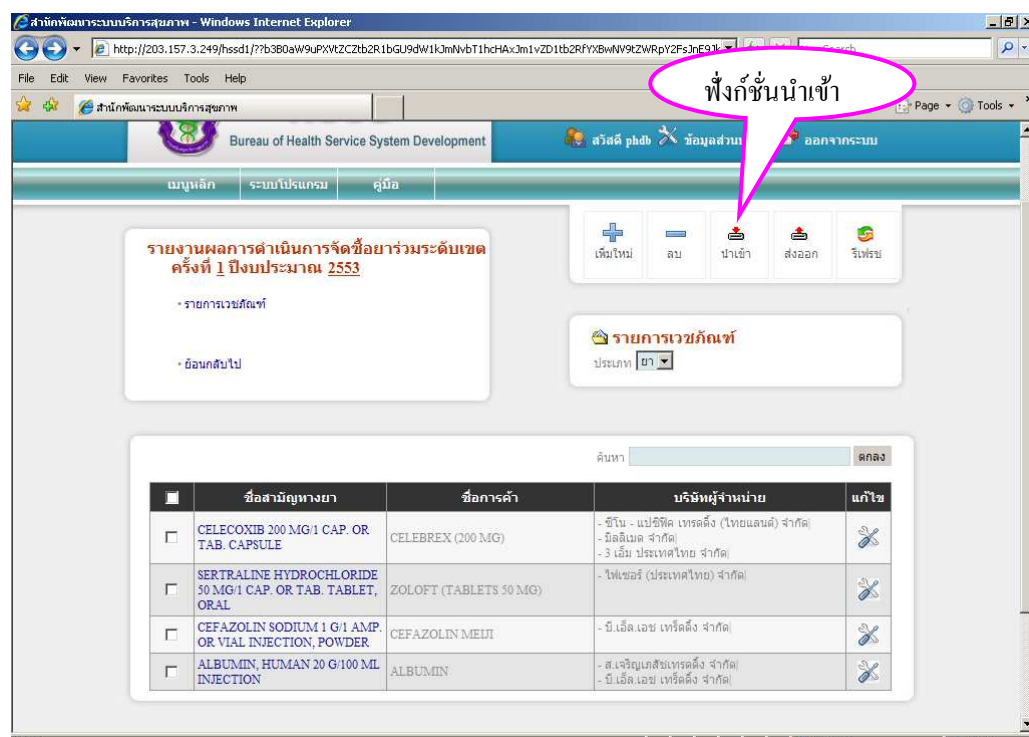 สำนักพัฒนาระบบบริการสุขภาพ - Windows Internet Explorer
File Edit View Favorites Tools Help
สำนักพัฒนาระบบบริการสุขภาพ
Page
Tools
ฟั่งก์ชั่นนำเข้า
Bureau of Health Service System Development
สวัสดี phdb
ออกจากระบบ
เมนูหลัก ระบบโปรแกรม คู่มือ
เพิ่มใหม่ ลบ นำเข้า ส่งออก รีเฟรช
รายงานผลการดำเนินการจัดซื้อยาร่วมระดับเขต
ครั้งที่ 1 ปีงบประมาณ 2553
รายการเวชภัณฑ์
ย้อนกลับไป
รายการเวชภัณฑ์
ประเภท ยา
ค้นหา ตกลง
ชื่อสามัญทางยา ชื่อการค้า บริษัทผู้จำหน่าย แก้ไข
CELECOXIB 200 MG/1 CAP. OR
TAB. CAPSULE
CELEBREX (200 MG)
- ซีโน - แปซิฟิค เทรดดิ้ง (ไทยแลนด์) จำกัด|
- มิลลิเมด จำกัด|
- 3 เอ็ม ประเทศไทย จำกัด|
SERTRALINE HYDROCHLORIDE
50 MG/1 CAP. OR TAB. TABLET,
ORAL
ZOLOFT (TABLETS 50 MG)
- ไฟเซอร์ (ประเทศไทย) จำกัด|
CEFAZOLIN SODIUM 1 G/1 AMP.
OR VIAL INJECTION, POWDER
CEFAZOLIN MEIJI
- บี.เอ็ล.เอช เทร็ดดิ้ง จำกัด|
ALBUMIN, HUMAN 20 G/100 ML
INJECTION
ALBUMIN
- ส.เจริญเภสัชเทรดดิ้ง จำกัด|
- บี.เอ็ล.เอช เทร็ดดิ้ง จำกัด|